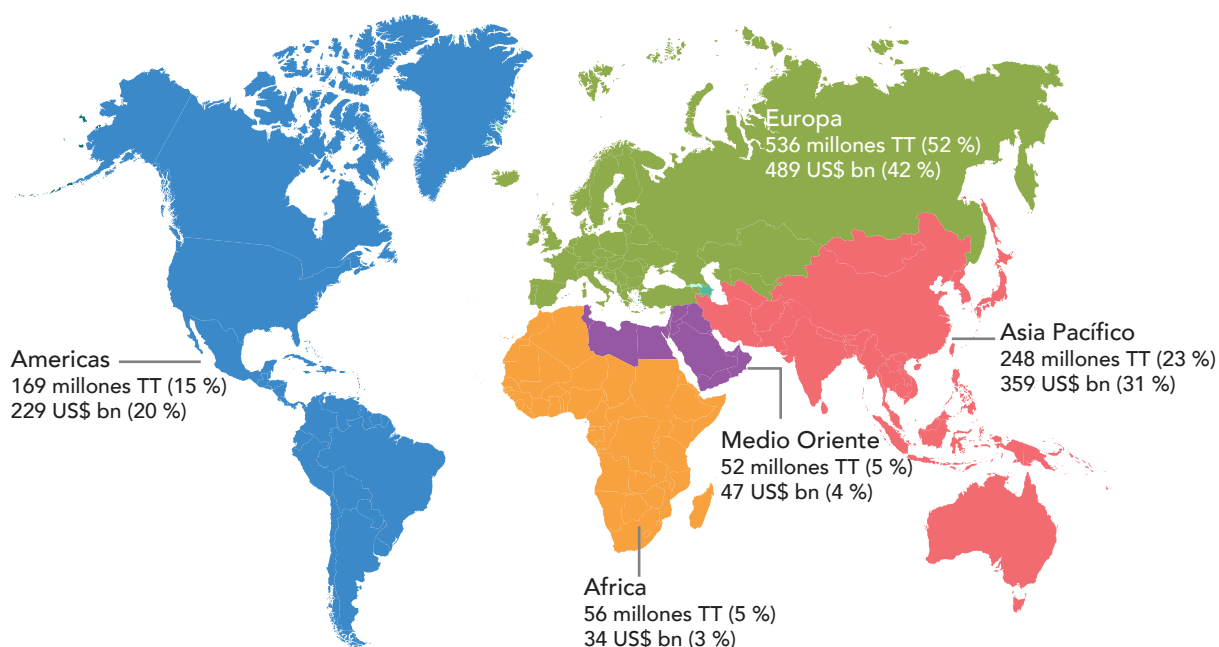 Europa
536 millones TT (52 %)
489 US$ bn (42 %)
Americas
169 millones TT (15 %)
229 US$ bn (20 %)
Asia Pacífico
248 millones TT (23 %)
359 US$ bn (31 %)
Medio Oriente
52 millones TT (5 %)
47 US$ bn (4 %)
Africa
56 millones TT (5 %)
34 US$ bn (3 %)